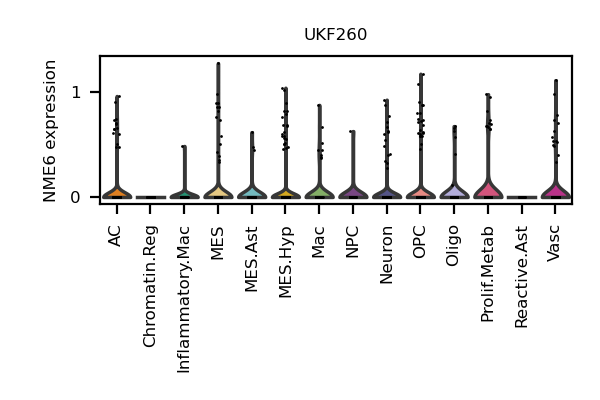 UKF260
NME6 expression
1
0
AC
Chromatin.Reg
Inflammatory.Mac
MES
MES.Ast
MES.Hyp
Mac
NPC
Neuron
OPC
Oligo
Prolif.Metab
Reactive.Ast
Vasc